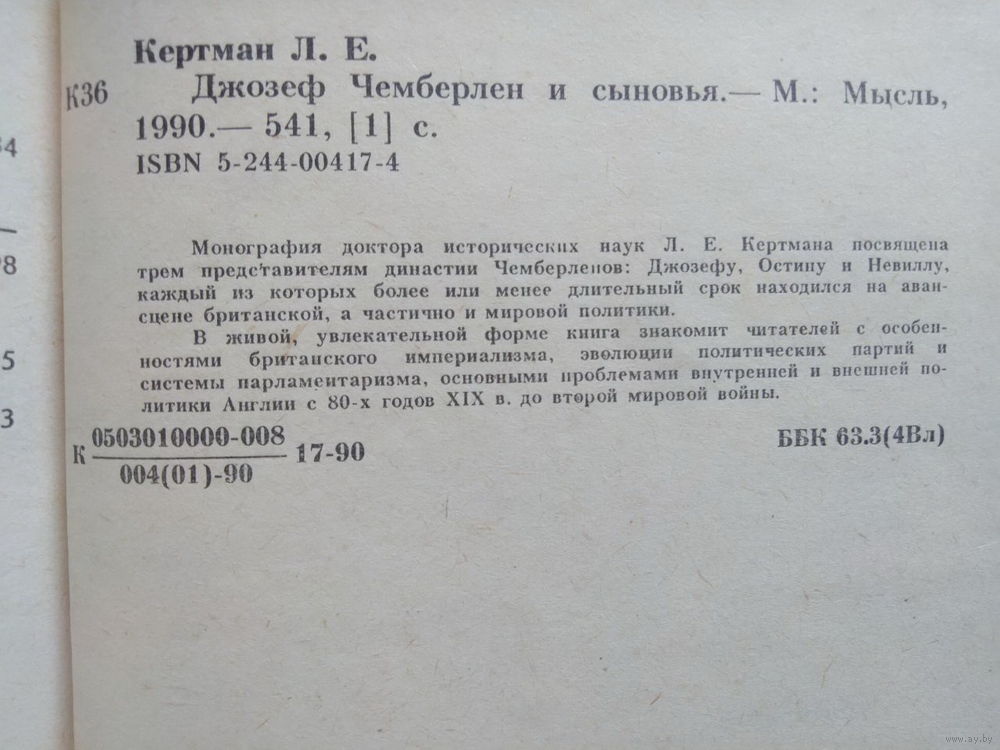 Кертман Л. Е.
К36
Джозеф Чемберлен и сыновья.— М.: Мысль,
1990.— 541, [1] с.
ISBN 5-244-00417-4
Монография доктора исторических наук Л. Е. Кертмана посвящена
трем представителям династии Чемберленов: Джозефу, Остину и Невиллу,
каждый из которых более или менее длительный срок находился на аван-
сцене британской, а частично и мировой политики.
В живой, увлекательной форме книга знакомит читателей с особен-
ностями британского империализма, эволюции политических партий и
системы парламентаризма, основными проблемами внутренней и внешней по-
литики Англии с 80-х годов XIX в. до второй мировой войны.
К 0503010000-008
004(01)-90
17-90
ББК 63.3(4Вл)
www.ay.by